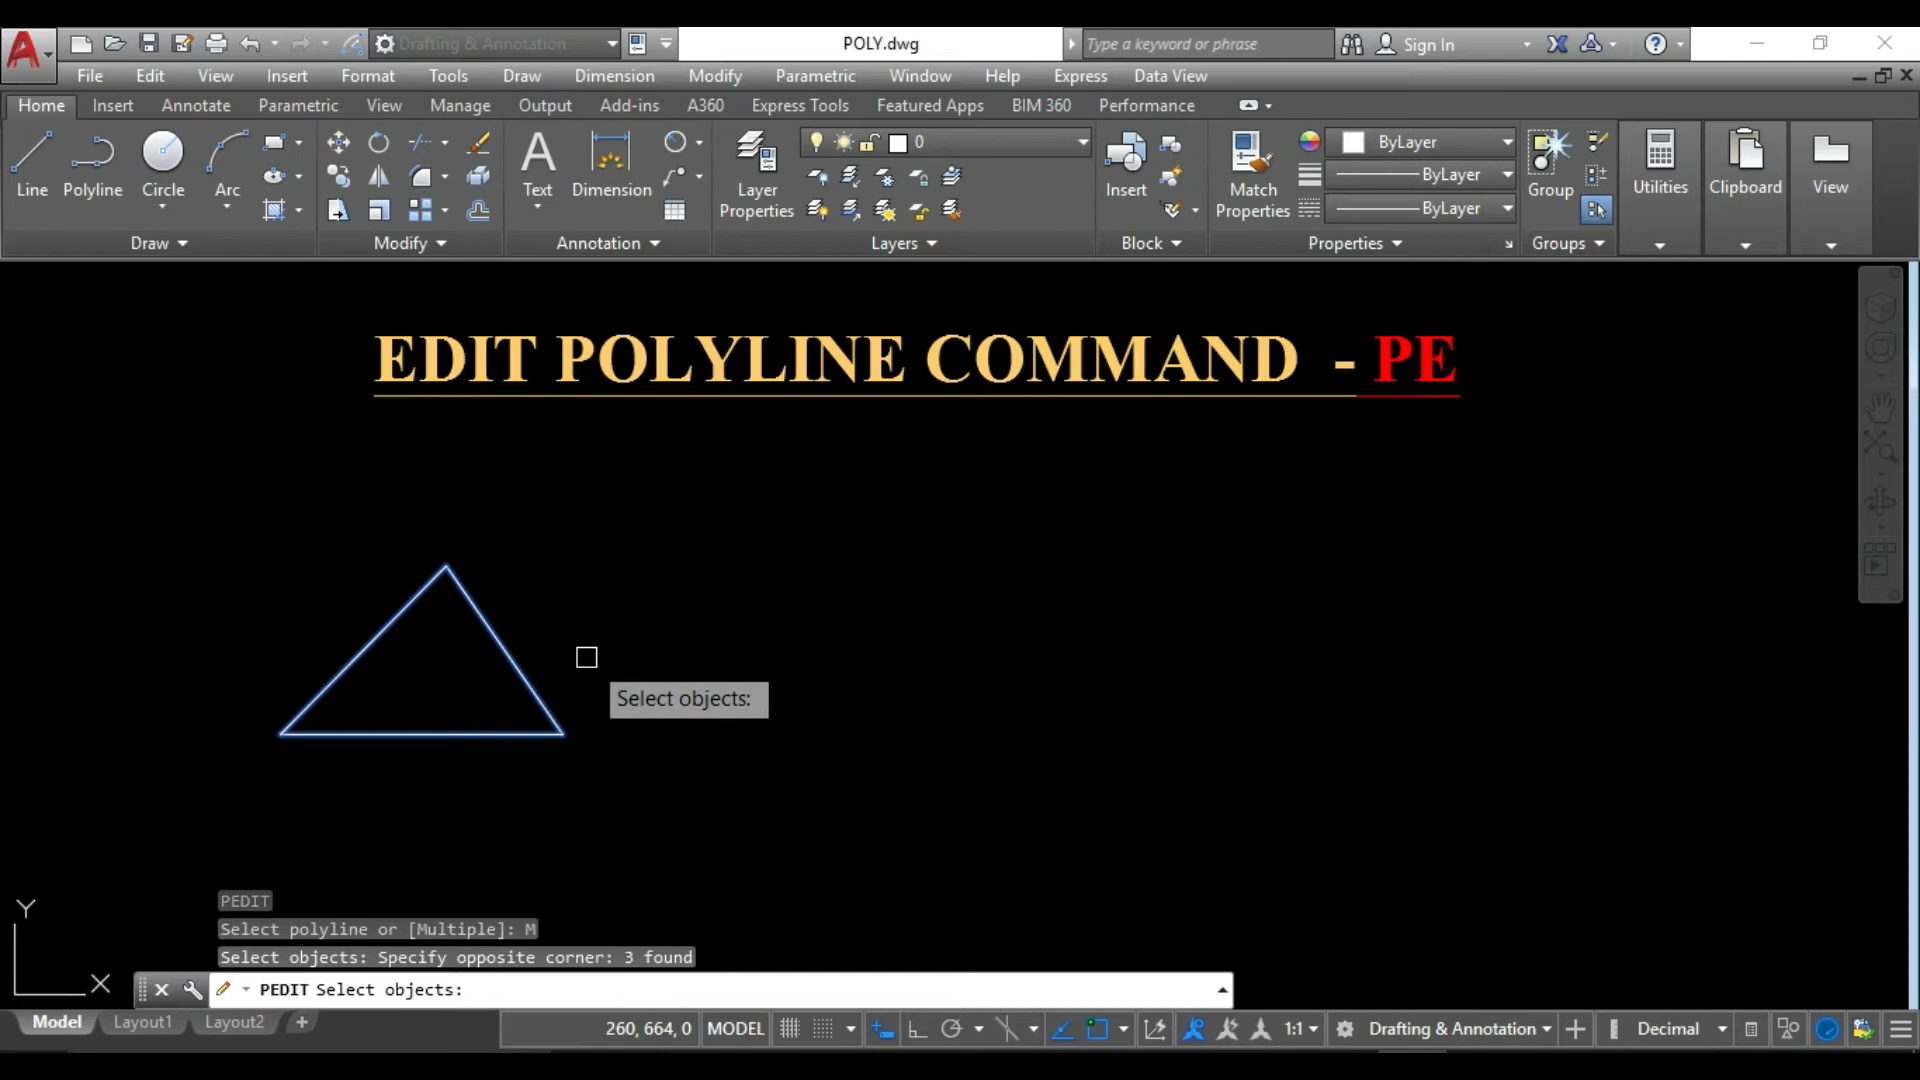 Drafting & Annotation
POLY.dwg
Type a keyword or phrase
Sign In
File Edit View Insert Format Tools Draw Dimension Modify Parametric Window Help Express Data View
Home Insert Annotate Parametric View Manage Output Add-ins A360 Express Tools Featured Apps BIM 360 Performance
0
ByLayer
ByLayer
ByLayer
Line Polyline Circle Arc
Text Dimension
Layer Properties
Insert
Match Properties
Group
Utilities
Clipboard
View
Draw Modify Annotation Layers Block Properties Groups
EDIT POLYLINE COMMAND - PE
Select objects:
PEDIT
Select polyline or [Multiple]: M
Select objects: Specify opposite corner: 3 found
PEDIT Select objects:
Y
X
Model Layout1 Layout2 +
260, 664, 0 MODEL 1:1 Drafting & Annotation Decimal